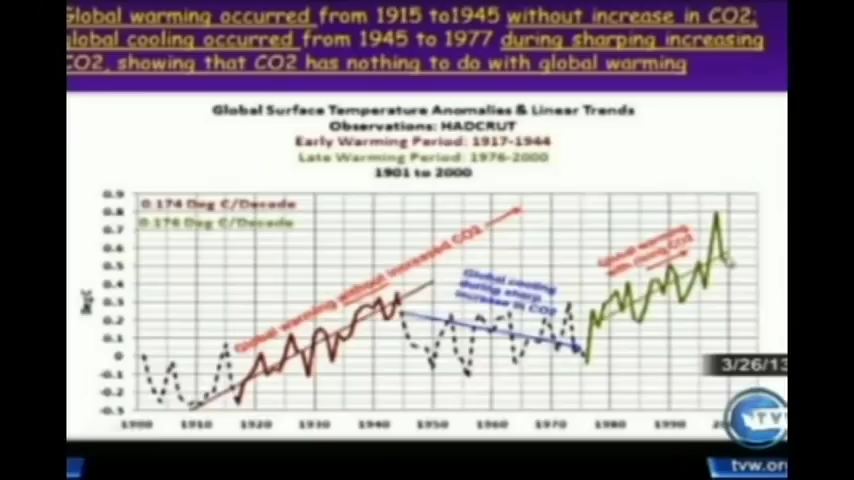 Global warming occurred from 1915 to1945 without increase in CO2;
global cooling occurred from 1945 to 1977 during sharping increasing
CO2, showing that CO2 has nothing to do with global warming
Global Surface Temperature Anomalies & Linear Trends
Observations: HADCRUT
Early Warming Period: 1917-1944
Late Warming Period: 1976-2000
1901 to 2000
0.174 Deg C/Decade
0.176 Deg C/Decade
Global warming without increased CO2
Global cooling
during sharp
increase in CO2
Global warming
with rising CO2
Deg C
0.9
0.8
0.7
0.6
0.5
0.4
0.3
0.2
0.1
0
-0.1
-0.2
-0.3
1900 1910 1920 1930 1940 1950 1960 1970 1980 1990
3/26/13
TVW
tvw.or